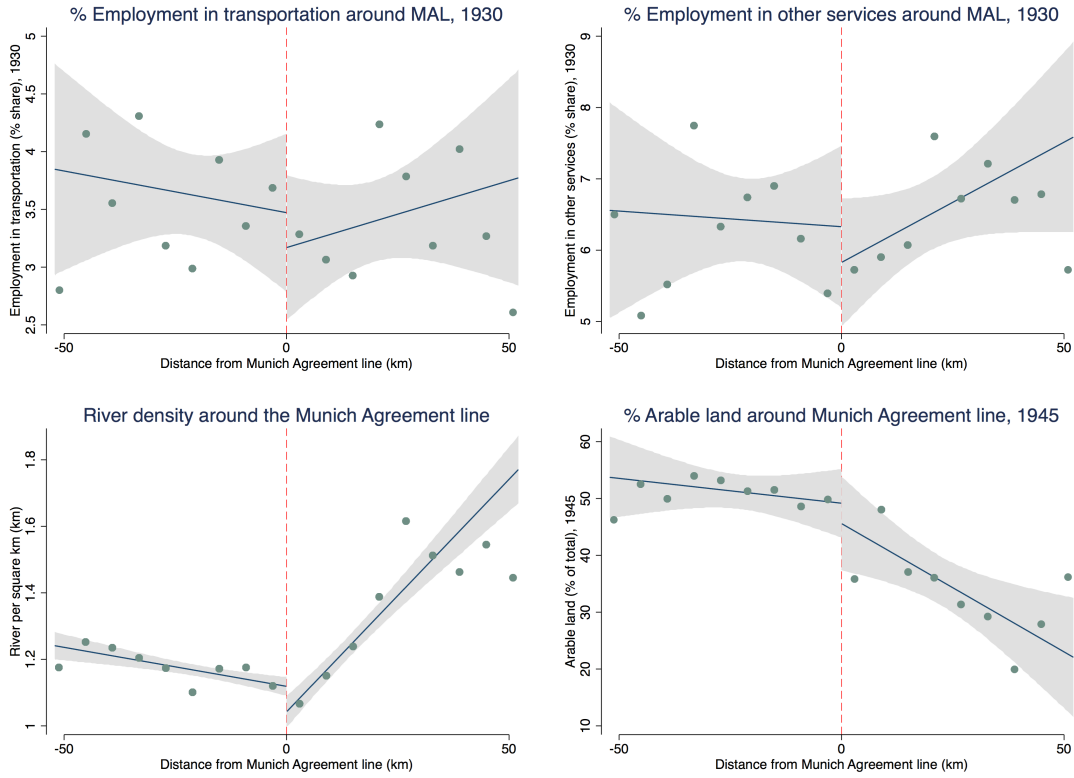 % Employment in transportation around MAL, 1930
Employment in transportation (% share), 1930
5
4.5
4
3.5
3
2.5
-50
0
50
Distance from Munich Agreement line (km)
% Employment in other services around MAL, 1930
Employment in other services (% share), 1930
9
8
7
6
5
-50
0
50
Distance from Munich Agreement line (km)
River density around the Munich Agreement line
River per square km (km)
1.8
1.6
1.4
1.2
1
-50
0
50
Distance from Munich Agreement line (km)
% Arable land around Munich Agreement line, 1945
Arable land (% of total), 1945
60
50
40
30
20
10
-50
0
50
Distance from Munich Agreement line (km)